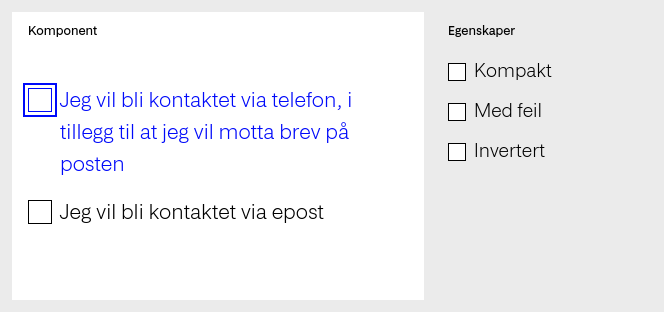 Komponent
Jeg vil bli kontaktet via telefon, i
tillegg til at jeg vil motta brev på
posten
Jeg vil bli kontaktet via epost
Egenskaper
Kompakt
Med feil
Invertert